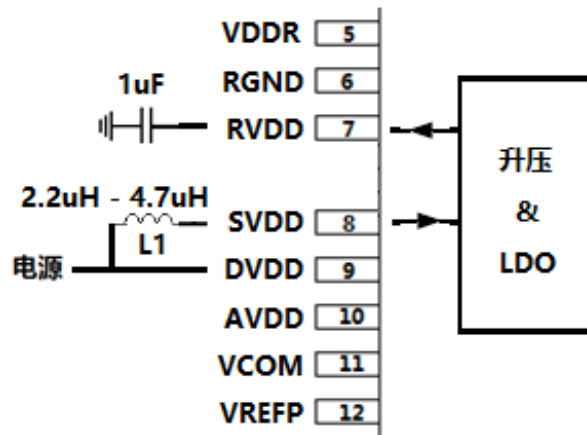 VDDR 5
RGND 6
1uF
RVDD 7
升压
&
LDO
2.2uH - 4.7uH
SVDD 8
L1
电源
DVDD 9
AVDD 10
VCOM 11
VREFP 12